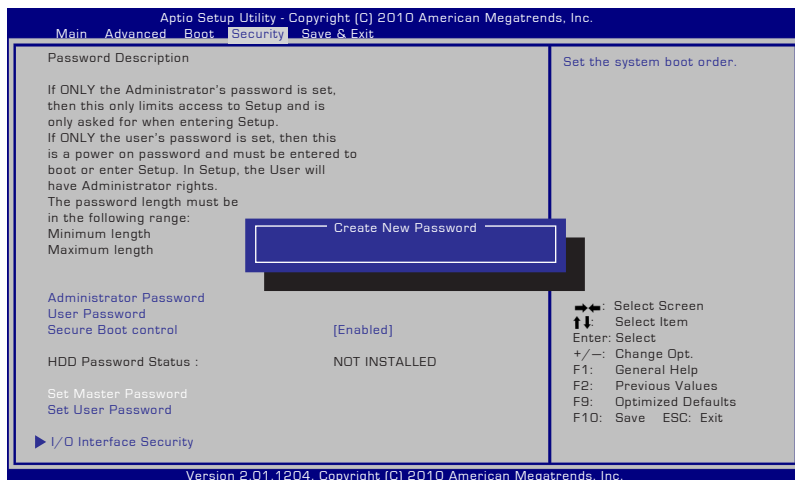 Aptio Setup Utility - Copyright (C) 2010 American Megatrends, Inc.
Main Advanced Boot Security Save & Exit
Password Description
If ONLY the Administrator's password is set,
then this only limits access to Setup and is
only asked for when entering Setup.
If ONLY the user's password is set, then this
is a power on password and must be entered to
boot or enter Setup. In Setup, the User will
have Administrator rights.
The password length must be
in the following range:
Minimum length
Maximum length
Create New Password
Administrator Password
User Password
Secure Boot control [Enabled]
HDD Password Status : NOT INSTALLED
Set Master Password
Set User Password
I/O Interface Security
Set the system boot order.
→←: Select Screen
↑↓: Select Item
Enter: Select
+/—: Change Opt.
F1: General Help
F2: Previous Values
F9: Optimized Defaults
F10: Save ESC: Exit
Version 2.01.1204. Copyright (C) 2010 American Megatrends, Inc.